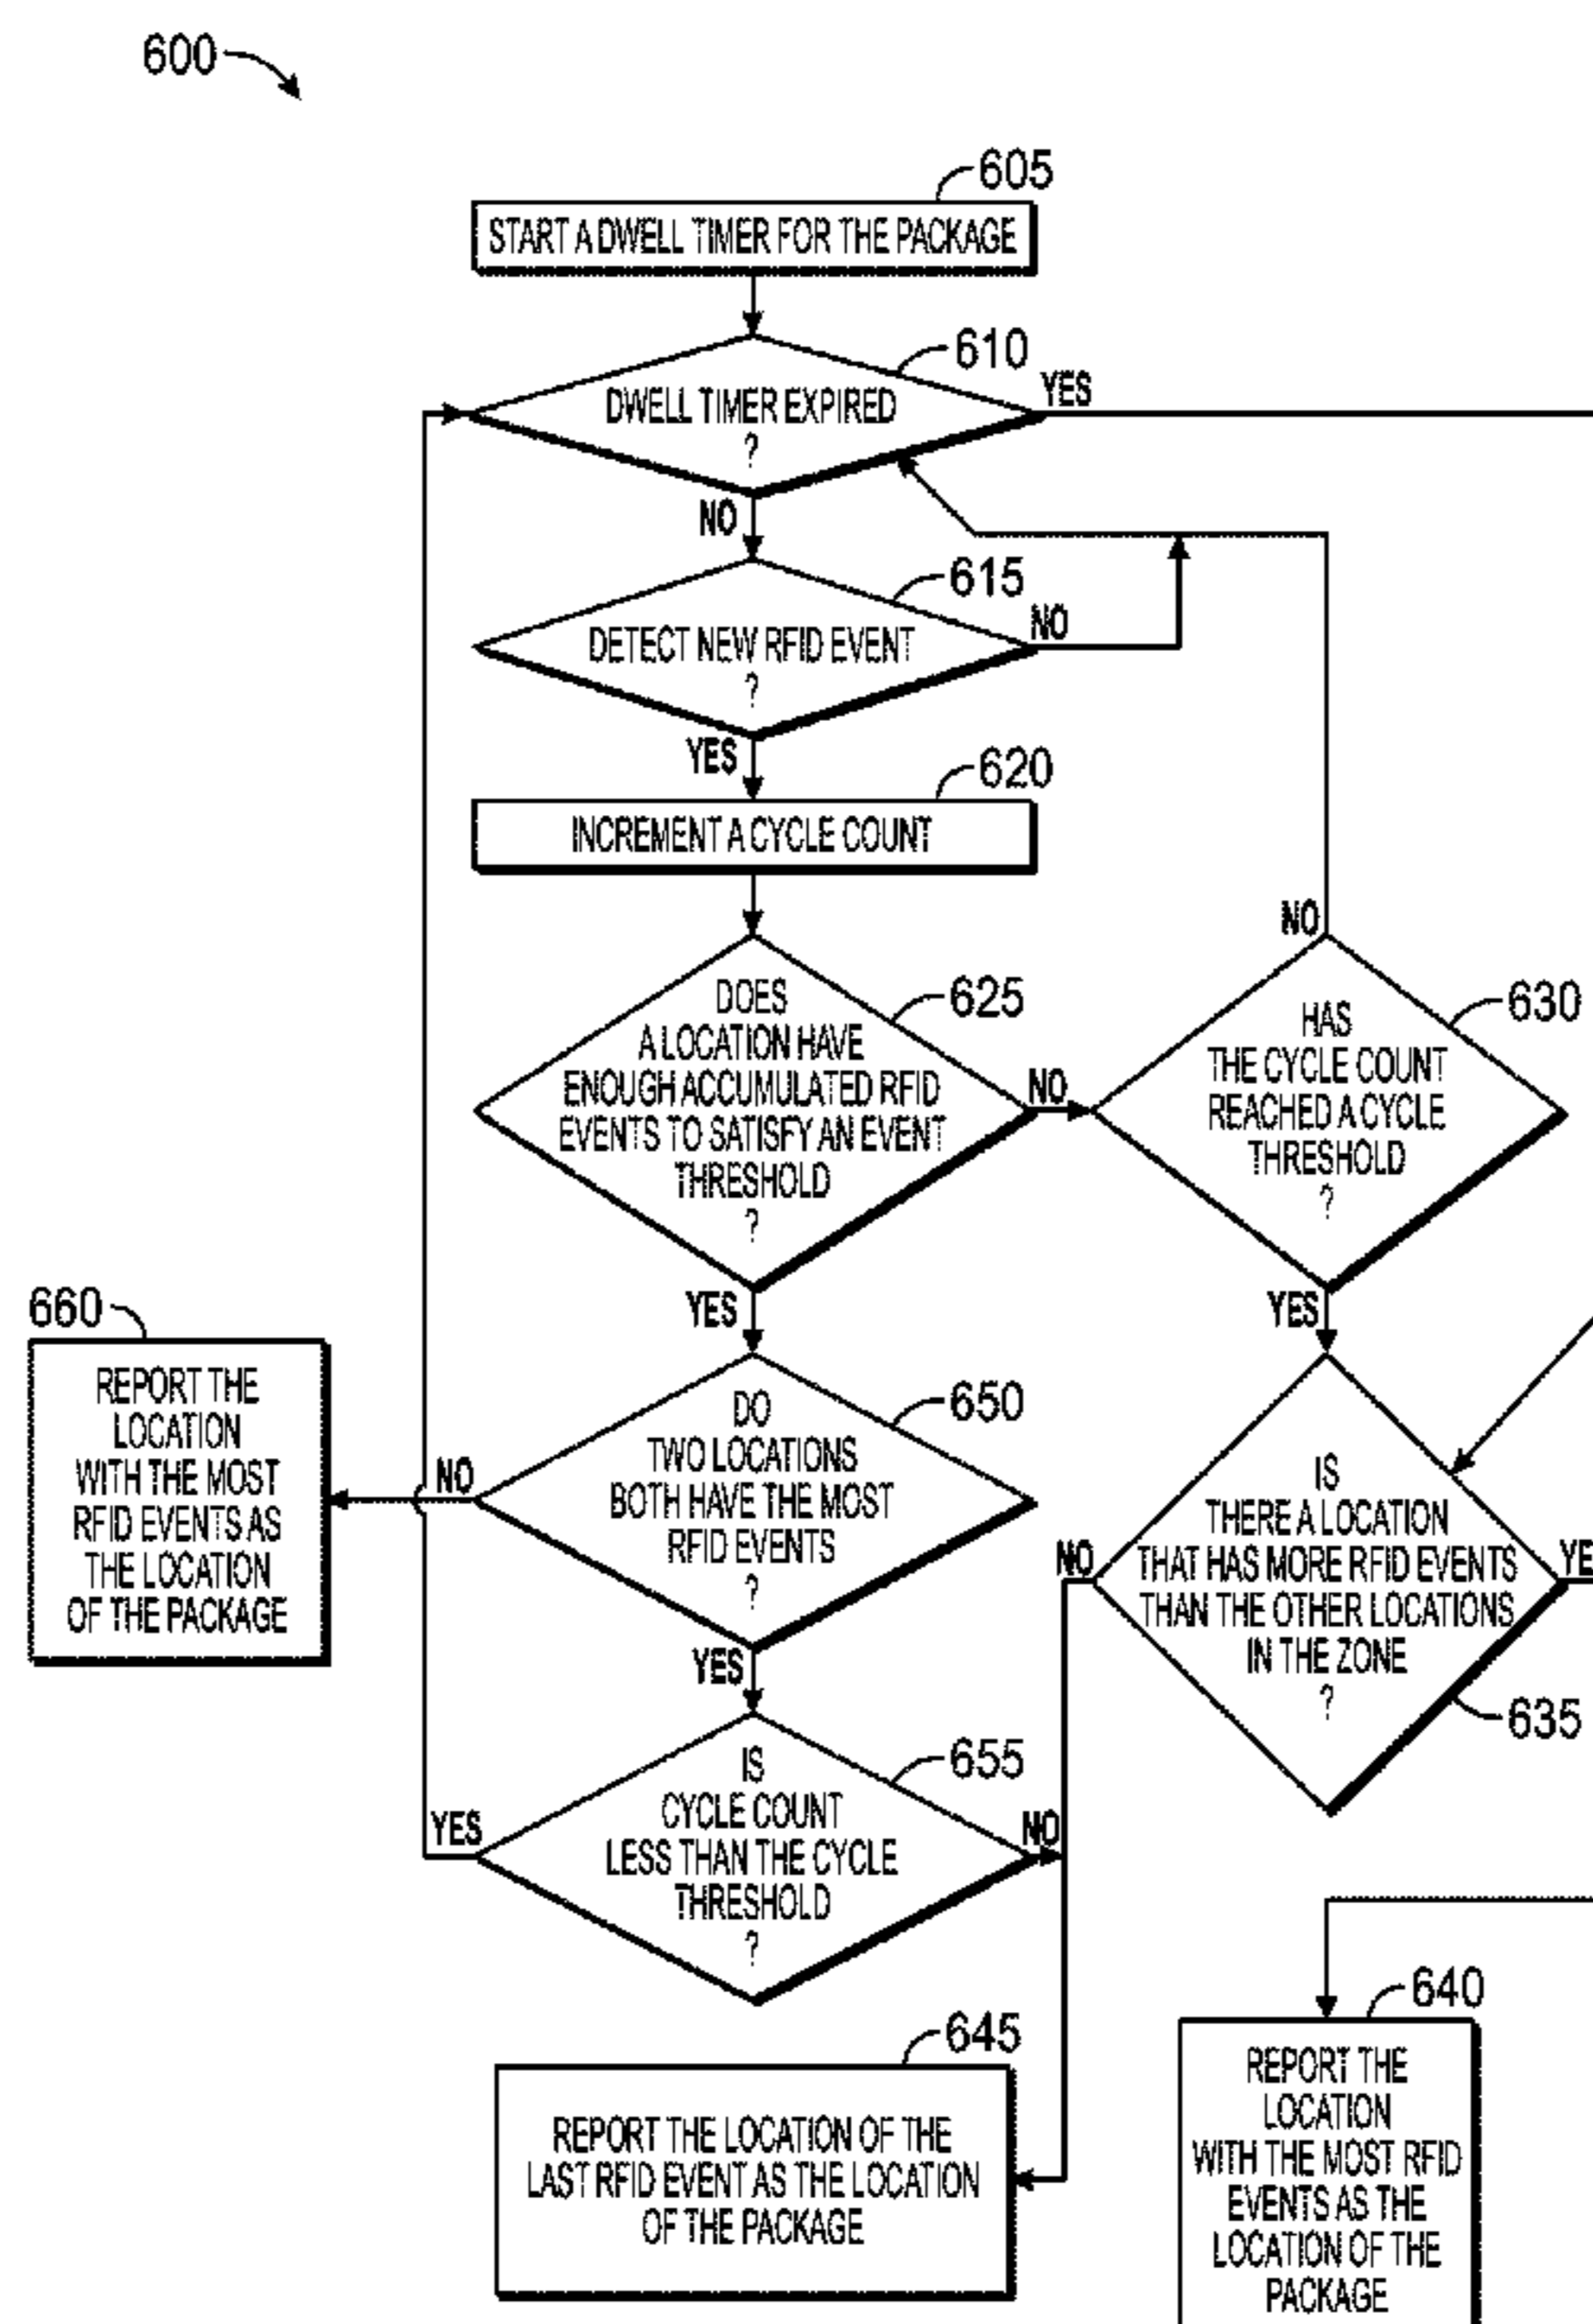 600
605
START A DWELL TIMER FOR THE PACKAGE
610
DWELL TIMER EXPIRED
?
YES
NO
615
DETECT NEW RFID EVENT
?
NO
YES
620
INCREMENT A CYCLE COUNT
625
DOES
A LOCATION HAVE
ENOUGH ACCUMULATED RFID
EVENTS TO SATISFY AN EVENT
THRESHOLD
?
NO
YES
630
HAS
THE CYCLE COUNT
REACHED A CYCLE
THRESHOLD
?
NO
YES
660
REPORT THE
LOCATION
WITH THE MOST
RFID EVENTS AS
THE LOCATION
OF THE PACKAGE
650
DO
TWO LOCATIONS
BOTH HAVE THE MOST
RFID EVENTS
?
NO
YES
IS
THERE A LOCATION
THAT HAS MORE RFID EVENTS
THAN THE OTHER LOCATIONS
IN THE ZONE
?
NO
YE
635
655
IS
CYCLE COUNT
LESS THAN THE CYCLE
THRESHOLD
?
YES
NO
645
REPORT THE LOCATION OF THE
LAST RFID EVENT AS THE LOCATION
OF THE PACKAGE
640
REPORT THE
LOCATION
WITH THE MOST RFID
EVENTS AS THE
LOCATION OF THE
PACKAGE